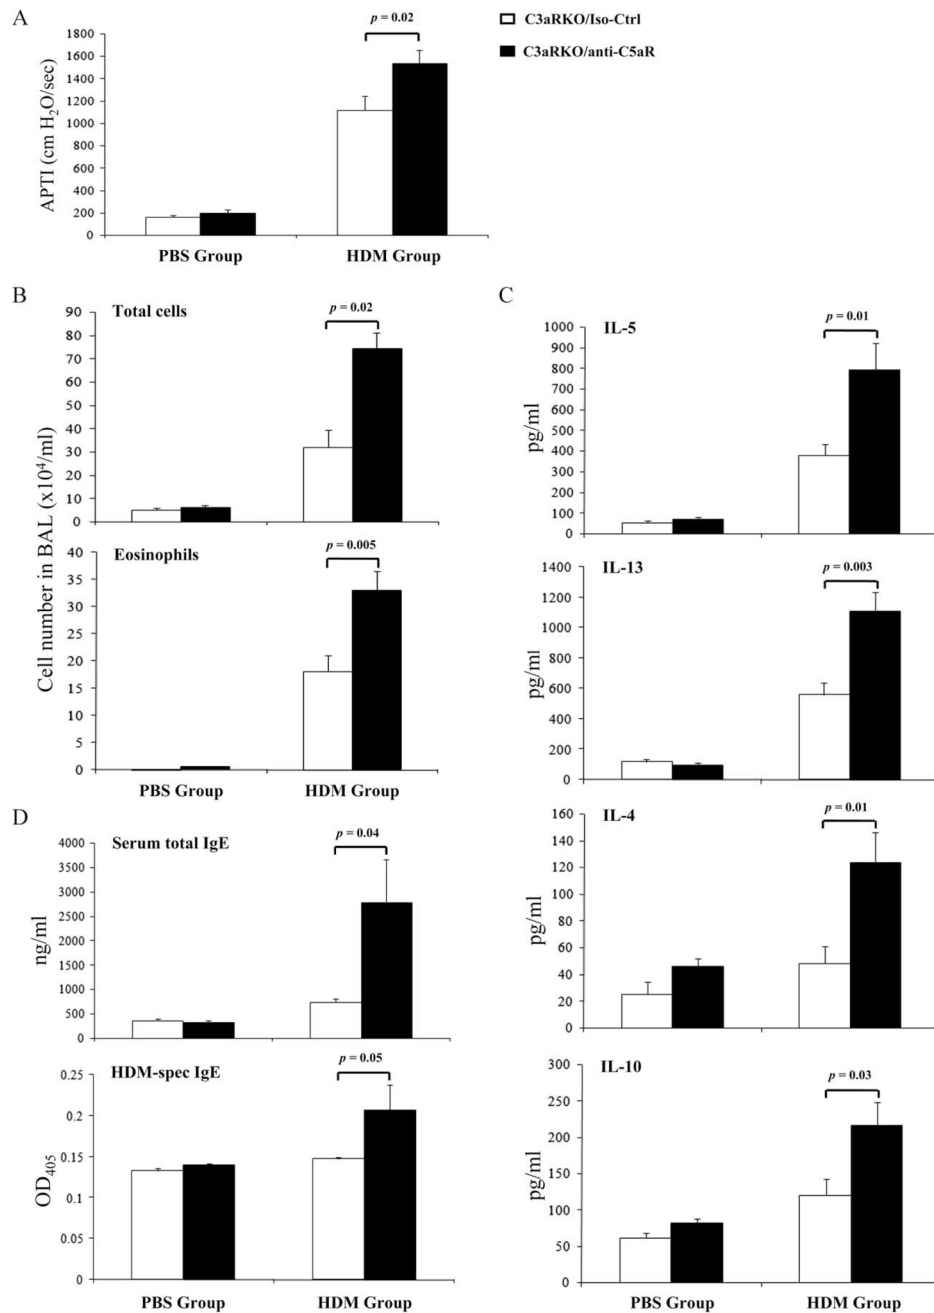 A
p = 0.02
C3aRKO/Iso-Ctrl
C3aRKO/anti-C5aR
APTI (cm H₂O/sec)
1800
1600
1400
1200
1000
800
600
400
200
0
PBS Group
HDM Group
B
Cell number in BAL (x10⁴/ml)
Total cells
p = 0.02
90
80
70
60
50
40
30
20
10
0
Eosinophils
p = 0.005
40
35
30
25
20
15
10
5
0
PBS Group
HDM Group
C
IL-5
p = 0.01
pg/ml
1000
900
800
700
600
500
400
300
200
100
0
IL-13
p = 0.003
pg/ml
1400
1200
1000
800
600
400
200
0
IL-4
p = 0.01
pg/ml
160
140
120
100
80
60
40
20
0
IL-10
p = 0.03
pg/ml
300
250
200
150
100
50
0
PBS Group
HDM Group
D
Serum total IgE
p = 0.04
ng/ml
4000
3500
3000
2500
2000
1500
1000
500
0
HDM-spec IgE
p = 0.05
OD₄₀₅
0.25
0.2
0.15
0.1
0.05
0
PBS Group
HDM Group